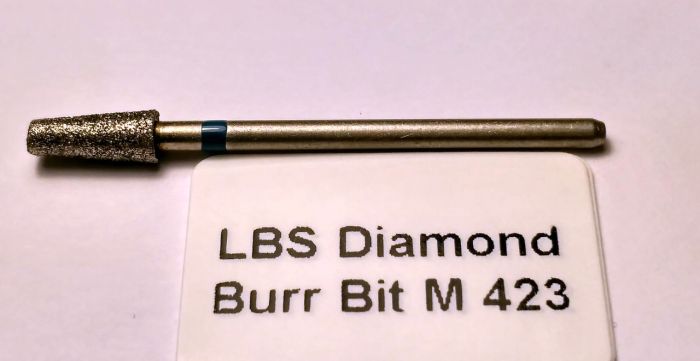 LBS Diamond
Burr Bit M 423